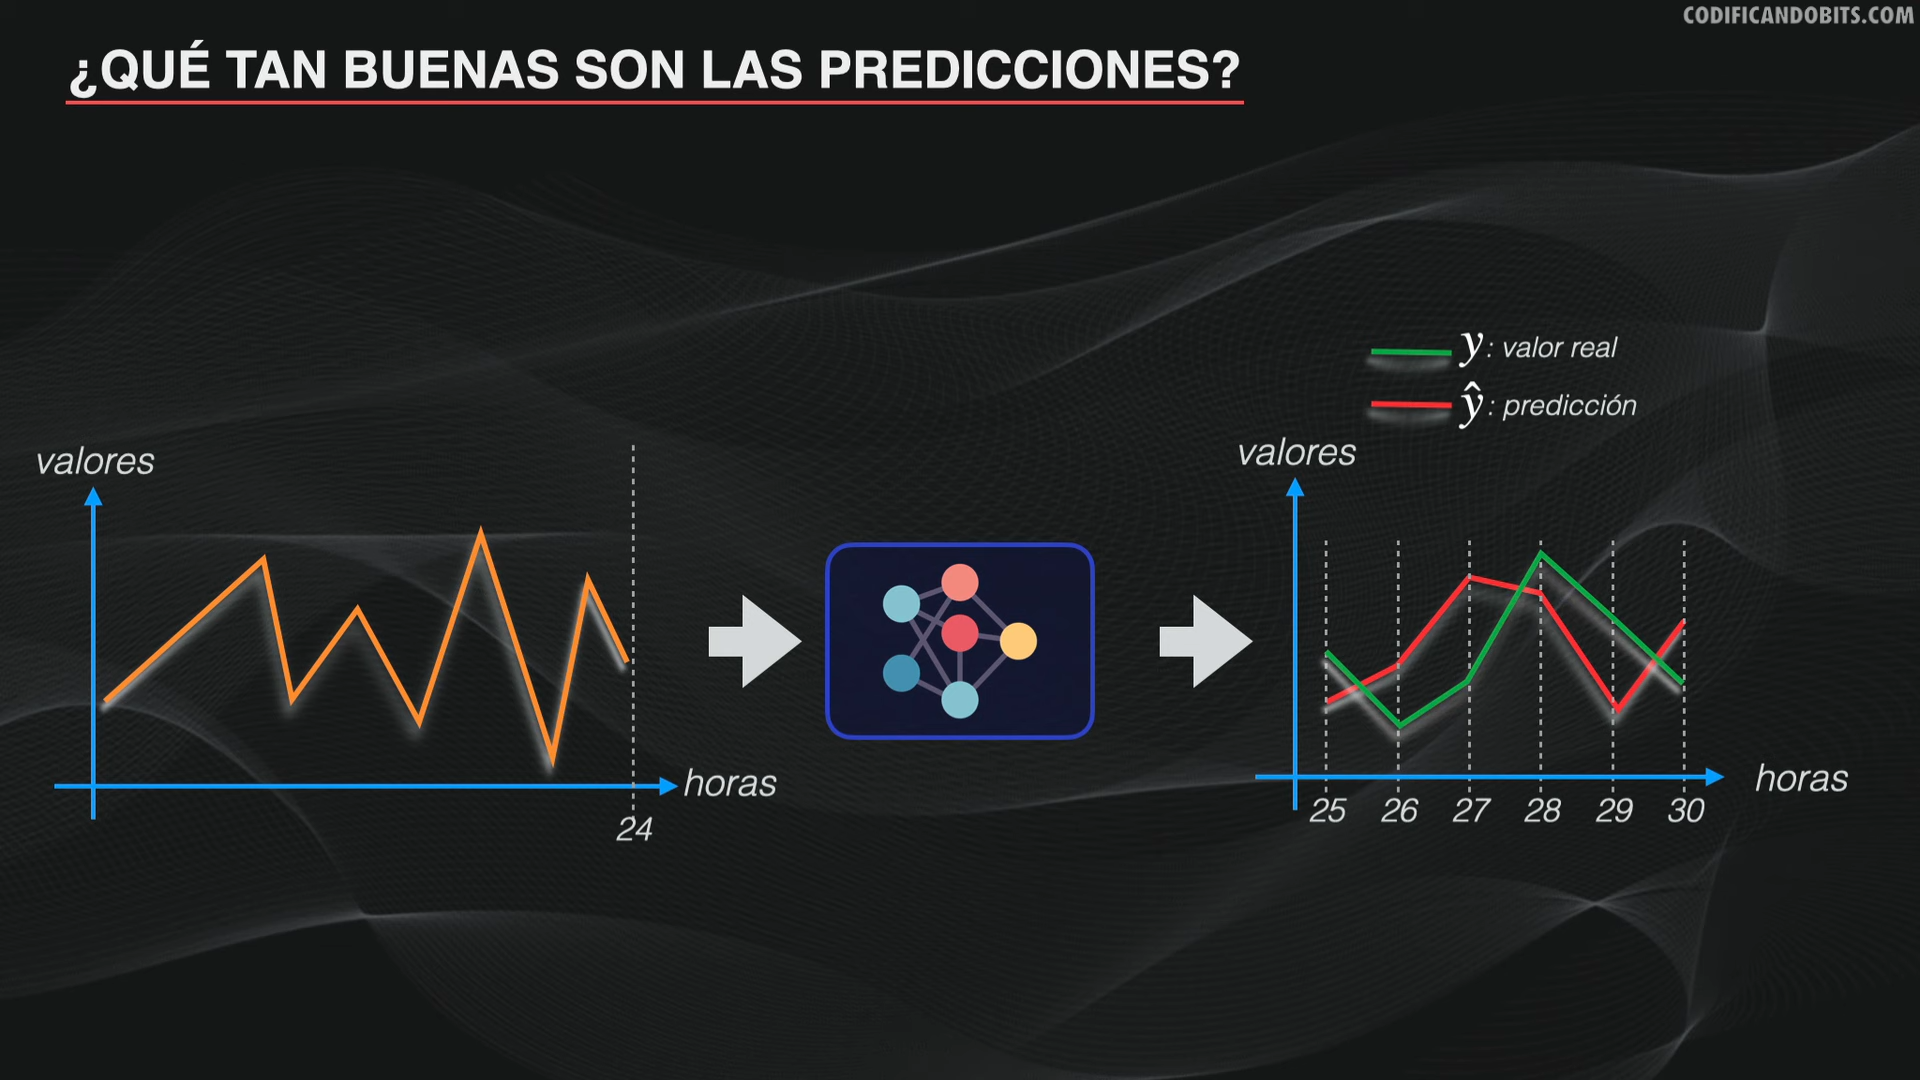 CODIFICANDOBITS.COM
¿QUÉ TAN BUENAS SON LAS PREDICCIONES?
y: valor real
ŷ: predicción
valores
horas
24
valores
horas
25 26 27 28 29 30